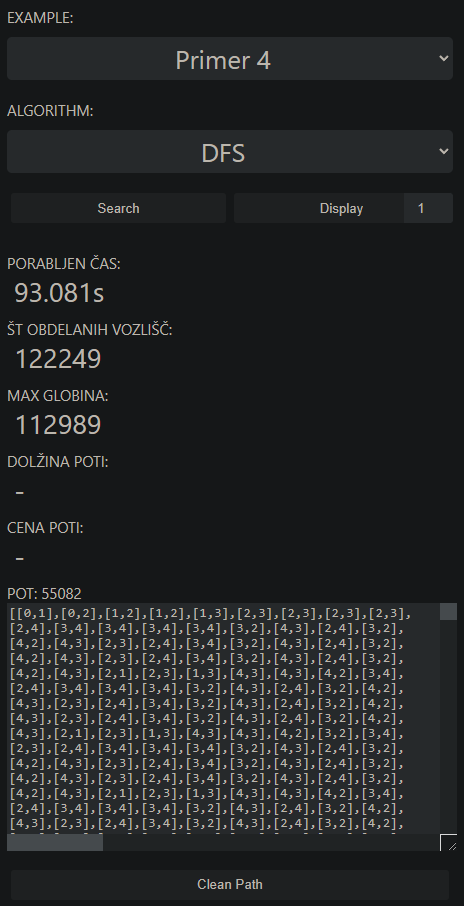 EXAMPLE:
Primer 4
ALGORITHM:
DFS
Search
Display
1
PORABLJEN ČAS:
93.081s
ŠT OBDELANIH VOZLIŠČ:
122249
MAX GLOBINA:
112989
DOLŽINA POTI:
-
CENA POTI:
-
POT: 55082
[[0,1],[0,2],[1,2],[1,2],[1,3],[2,3],[2,3],[2,3],[2,3],
[2,4],[3,4],[3,4],[3,4],[3,4],[3,2],[4,3],[2,4],[3,2],
[4,2],[4,3],[2,3],[2,4],[3,4],[3,2],[4,3],[2,4],[3,2],
[4,2],[4,3],[2,3],[2,4],[3,4],[3,2],[4,3],[2,4],[3,2],
[4,2],[4,3],[2,1],[2,3],[1,3],[4,3],[4,3],[4,2],[3,4],
[2,4],[3,4],[3,4],[3,4],[3,2],[4,3],[2,4],[3,2],[4,2],
[4,3],[2,3],[2,4],[3,4],[3,2],[4,3],[2,4],[3,2],[4,2],
[4,3],[2,3],[2,4],[3,4],[3,2],[4,3],[2,4],[3,2],[4,2],
[4,3],[2,1],[2,3],[1,3],[4,3],[4,3],[4,2],[3,2],[3,4],
[2,3],[2,4],[3,4],[3,4],[3,4],[3,2],[4,3],[2,4],[3,2],
[4,2],[4,3],[2,3],[2,4],[3,4],[3,2],[4,3],[2,4],[3,2],
[4,2],[4,3],[2,3],[2,4],[3,4],[3,2],[4,3],[2,4],[3,2],
[4,2],[4,3],[2,1],[2,3],[1,3],[4,3],[4,3],[4,2],[3,4],
[2,4],[3,4],[3,4],[3,4],[3,2],[4,3],[2,4],[3,2],[4,2],
[4,3],[2,3],[2,4],[3,4],[3,2],[4,3],[2,4],[3,2],[4,2],
Clean Path